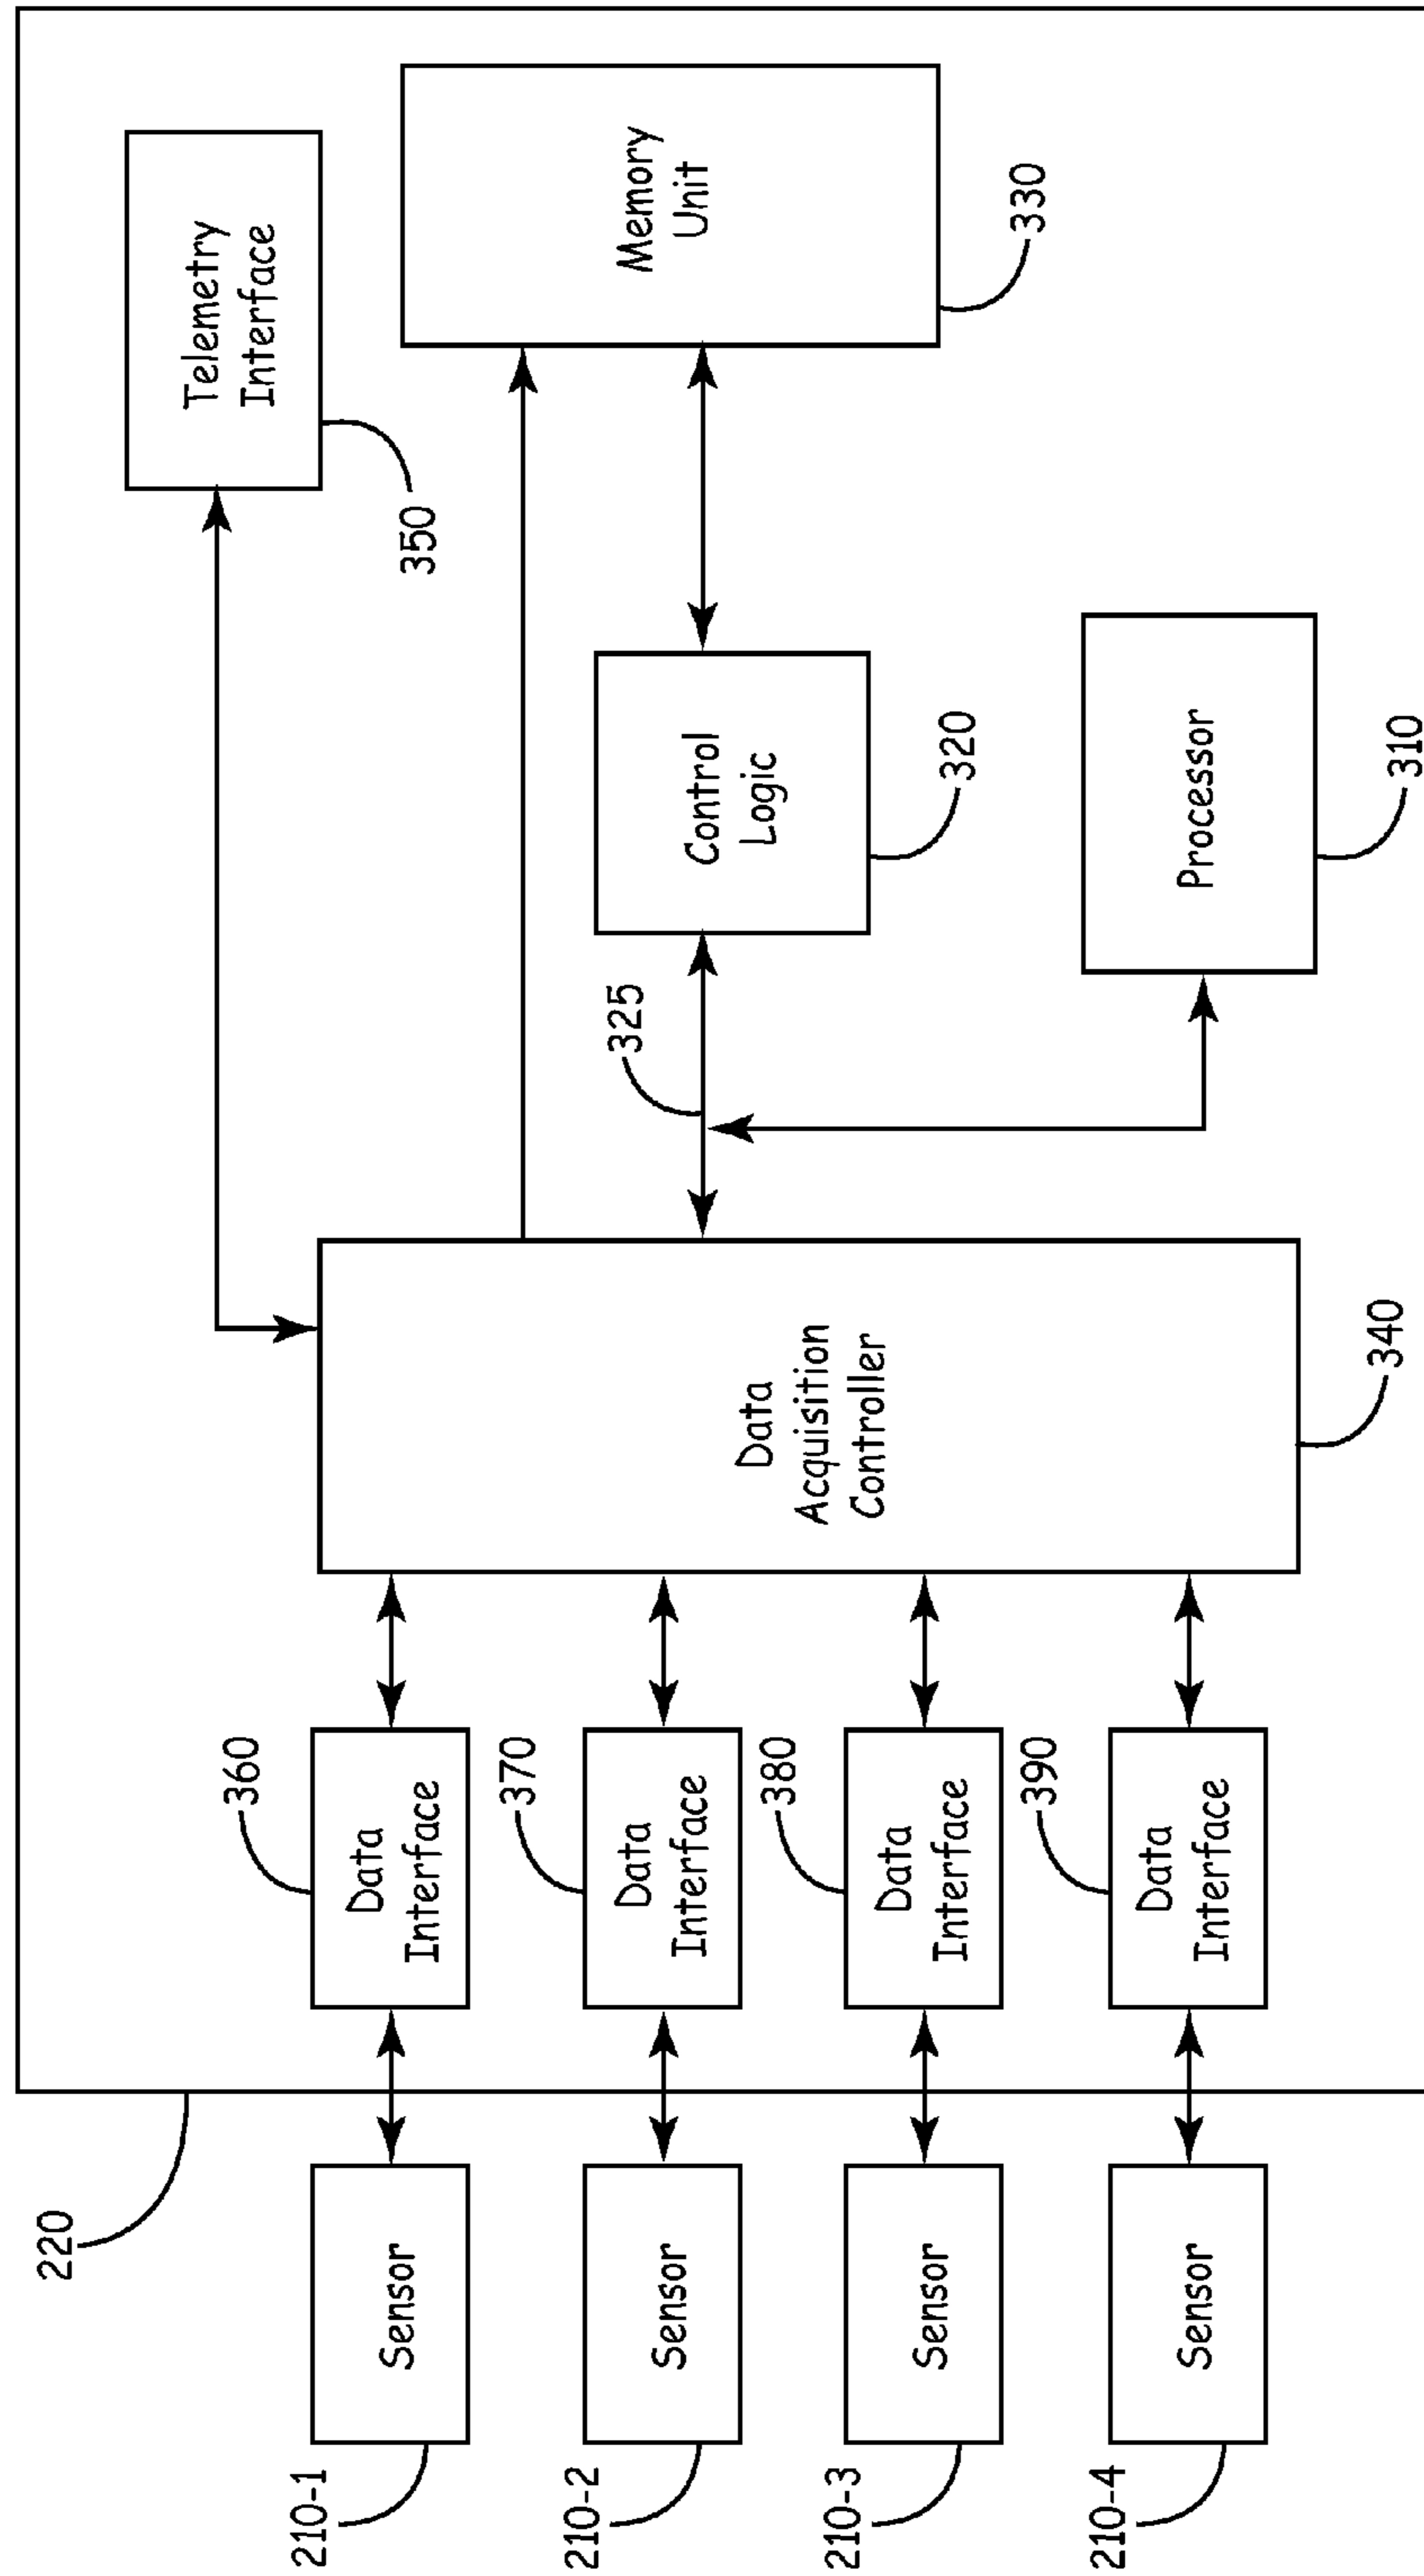 220
210-1
Sensor
360
Data
Interface
210-2
Sensor
370
Data
Interface
210-3
Sensor
380
Data
Interface
210-4
Sensor
390
Data
Interface
Data
Acquisition
Controller
340
325
Control
Logic
320
Processor
310
Telemetry
Interface
350
Memory
Unit
330